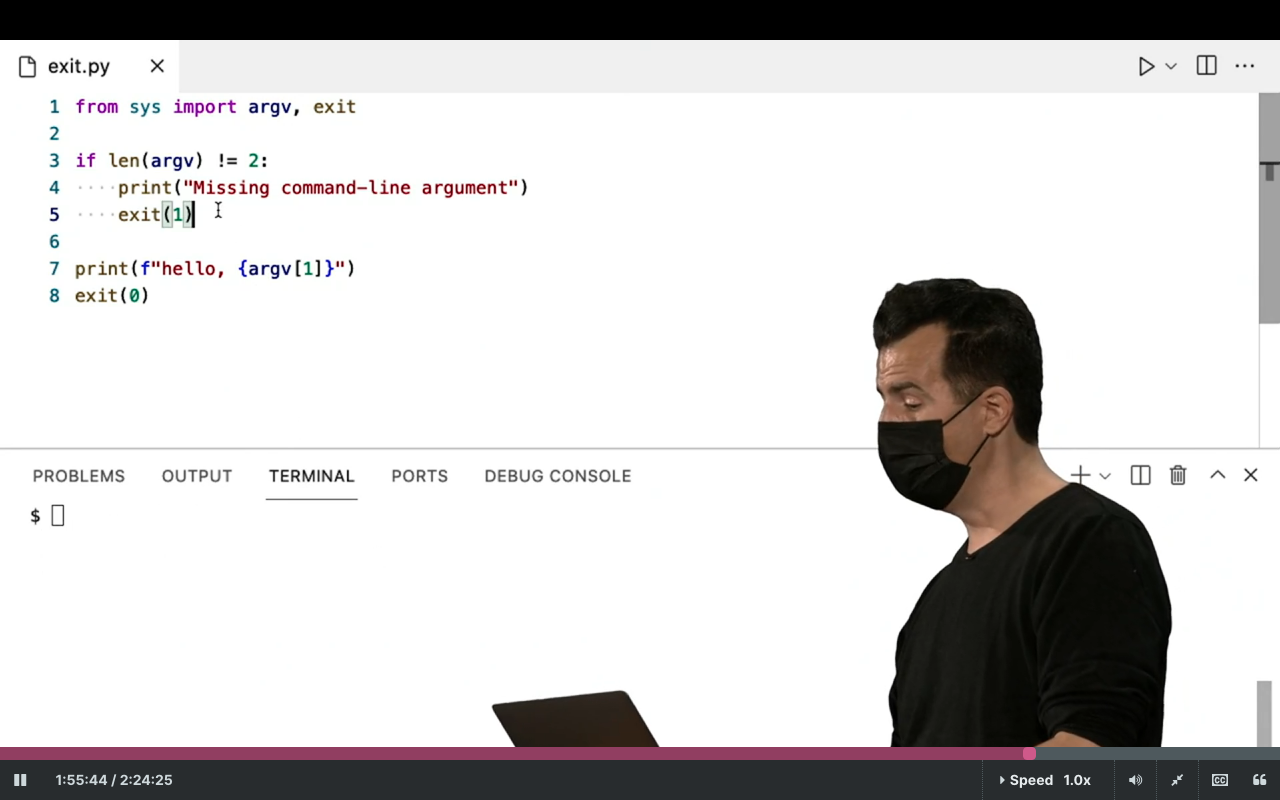 exit.py
1 from sys import argv, exit
2
3 if len(argv) != 2:
4 ····print("Missing command-line argument")
5 ····exit(1)
6
7 print(f"hello, {argv[1]}")
8 exit(0)
PROBLEMS OUTPUT TERMINAL PORTS DEBUG CONSOLE
$
1:55:44 / 2:24:25 Speed 1.0x CC